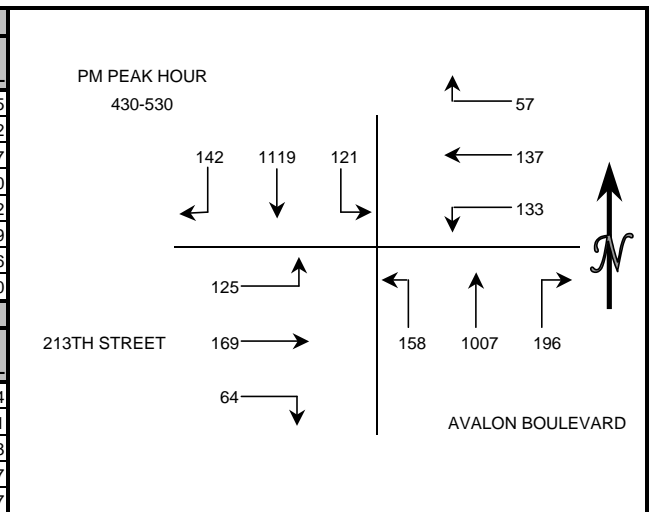 PM PEAK HOUR
430-530
57
142 1119 121
137
133
125
213TH STREET 169
158 1007 196
64
AVALON BOULEVARD
N